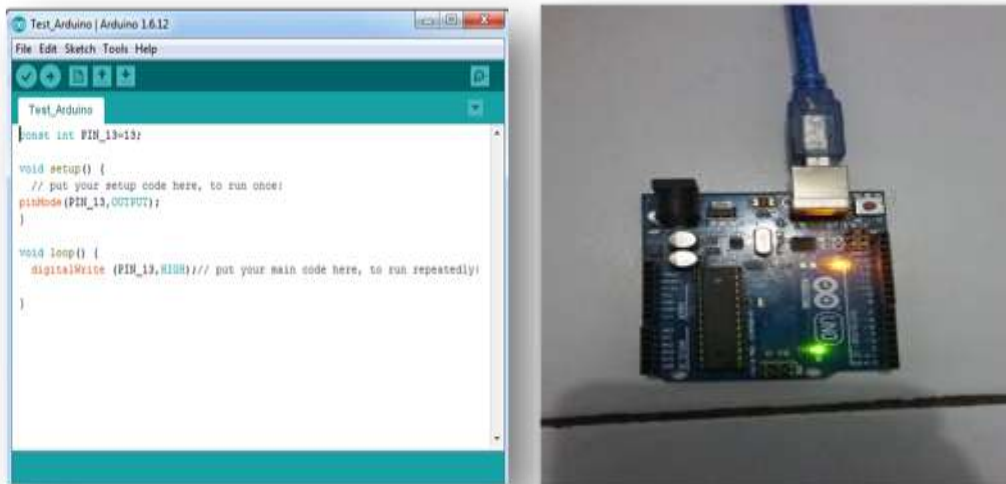 Test_Arduino | Arduino 1.6.12
File Edit Sketch Tools Help
Test_Arduino
const int PIN_13=13;
void setup() {
// put your setup code here, to run once:
pinMode(PIN_13,OUTPUT);
}
void loop() {
digitalWrite (PIN_13,HIGH);// put your main code here, to run repeatedly:
}
UNO